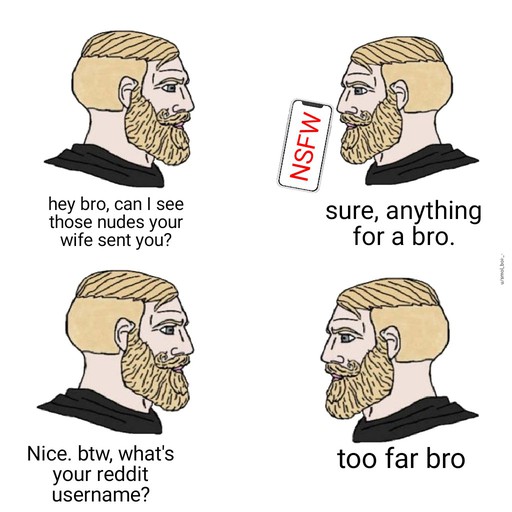 hey bro, can I see
those nudes your
wife sent you?
NSFW
sure, anything
for a bro.
Nice. btw, what's
your reddit
username?
too far bro